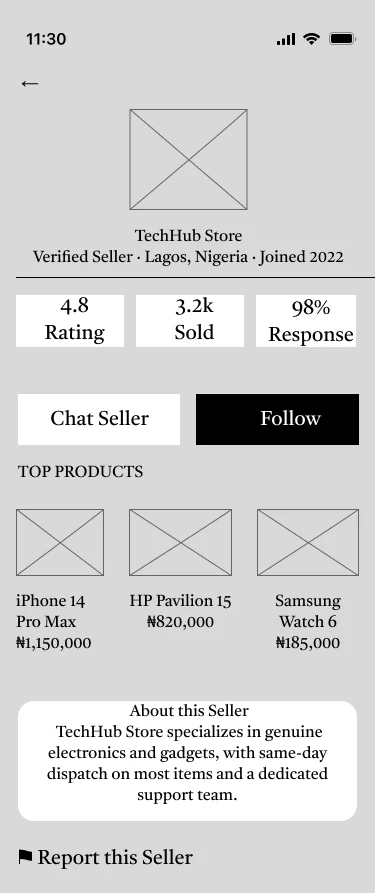 11:30
←
TechHub Store
Verified Seller · Lagos, Nigeria · Joined 2022
4.8
Rating
3.2k
Sold
98%
Response
Chat Seller
Follow
TOP PRODUCTS
iPhone 14
Pro Max
₦1,150,000
HP Pavilion 15
₦820,000
Samsung
Watch 6
₦185,000
About this Seller
TechHub Store specializes in genuine
electronics and gadgets, with same-day
dispatch on most items and a dedicated
support team.
⚑ Report this Seller